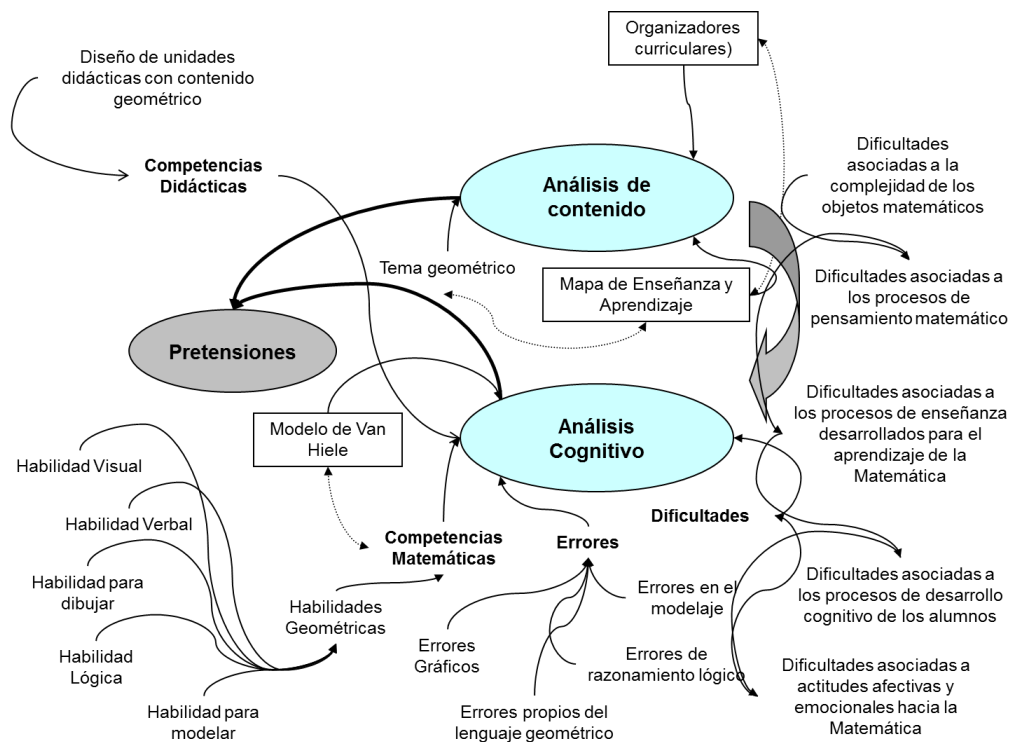 Organizadores
curriculares)
Diseño de unidades
didácticas con contenido
geométrico
Competencias
Didácticas
Análisis de
contenido
Dificultades
asociadas a la
complejidad de los
objetos matemáticos
Tema geométrico
Mapa de Enseñanza y
Aprendizaje
Dificultades asociadas a
los procesos de
pensamiento matemático
Pretensiones
Modelo de Van
Hiele
Análisis
Cognitivo
Dificultades asociadas a
los procesos de enseñanza
desarrollados para el
aprendizaje de la
Matemática
Habilidad Visual
Habilidad Verbal
Habilidad para
dibujar
Habilidad
Lógica
Habilidad para
modelar
Habilidades
Geométricas
Competencias
Matemáticas
Errores
Dificultades
Errores
Gráficos
Errores en el
modelaje
Errores de
razonamiento lógico
Errores propios del
lenguaje geométrico
Dificultades asociadas a
los procesos de desarrollo
cognitivo de los alumnos
Dificultades asociadas a
actitudes afectivas y
emocionales hacia la
Matemática